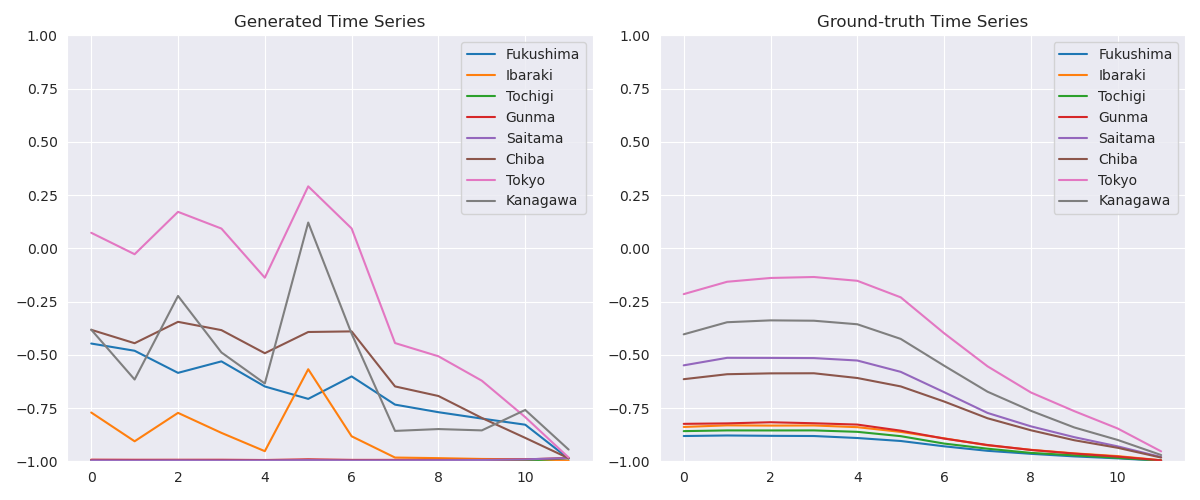 Generated Time Series
1.00
0.75
0.50
0.25
0.00
−0.25
−0.50
−0.75
−1.00
0 2 4 6 8 10
Fukushima
Ibaraki
Tochigi
Gunma
Saitama
Chiba
Tokyo
Kanagawa
Ground-truth Time Series
1.00
0.75
0.50
0.25
0.00
−0.25
−0.50
−0.75
−1.00
0 2 4 6 8 10
Fukushima
Ibaraki
Tochigi
Gunma
Saitama
Chiba
Tokyo
Kanagawa